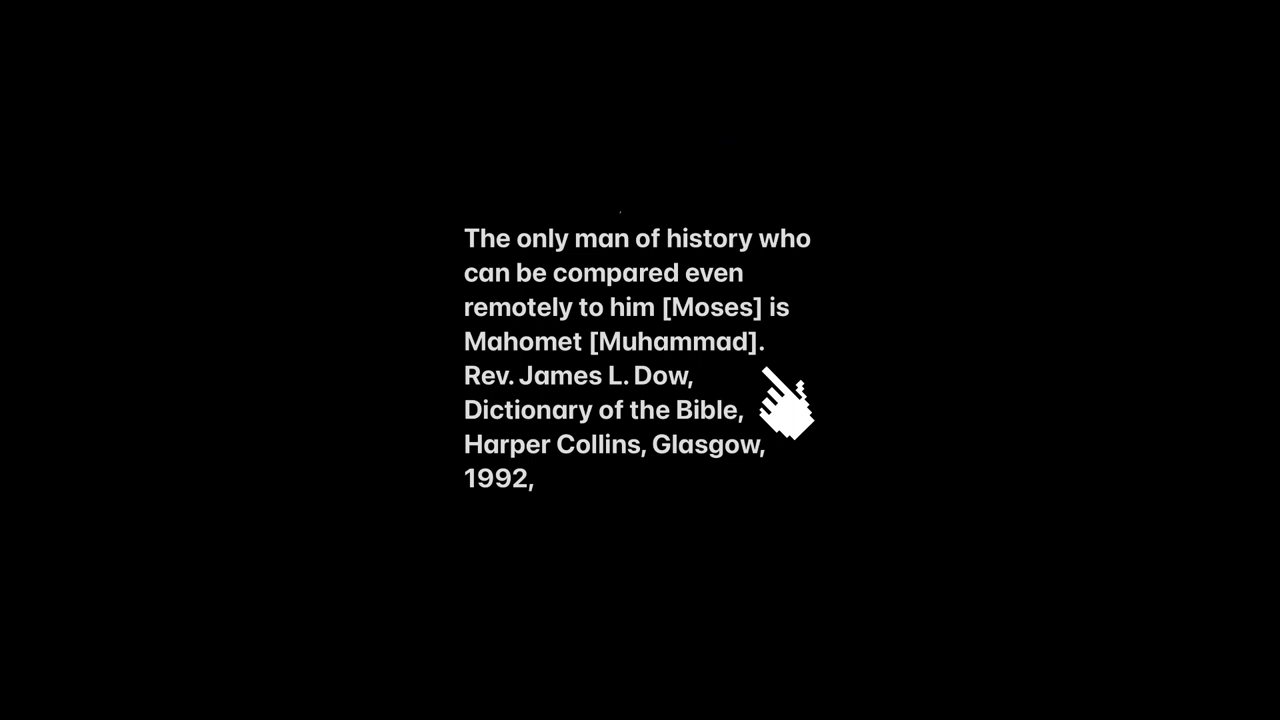 The only man of history who
can be compared even
remotely to him [Moses] is
Mahomet [Muhammad].
Rev. James L. Dow,
Dictionary of the Bible,
Harper Collins, Glasgow,
1992,